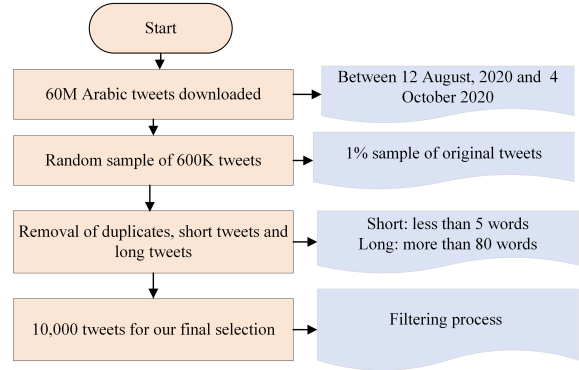 Start
60M Arabic tweets downloaded
Between 12 August, 2020 and 4
October 2020
Random sample of 600K tweets
1% sample of original tweets
Removal of duplicates, short tweets and
long tweets
Short: less than 5 words
Long: more than 80 words
10,000 tweets for our final selection
Filtering process